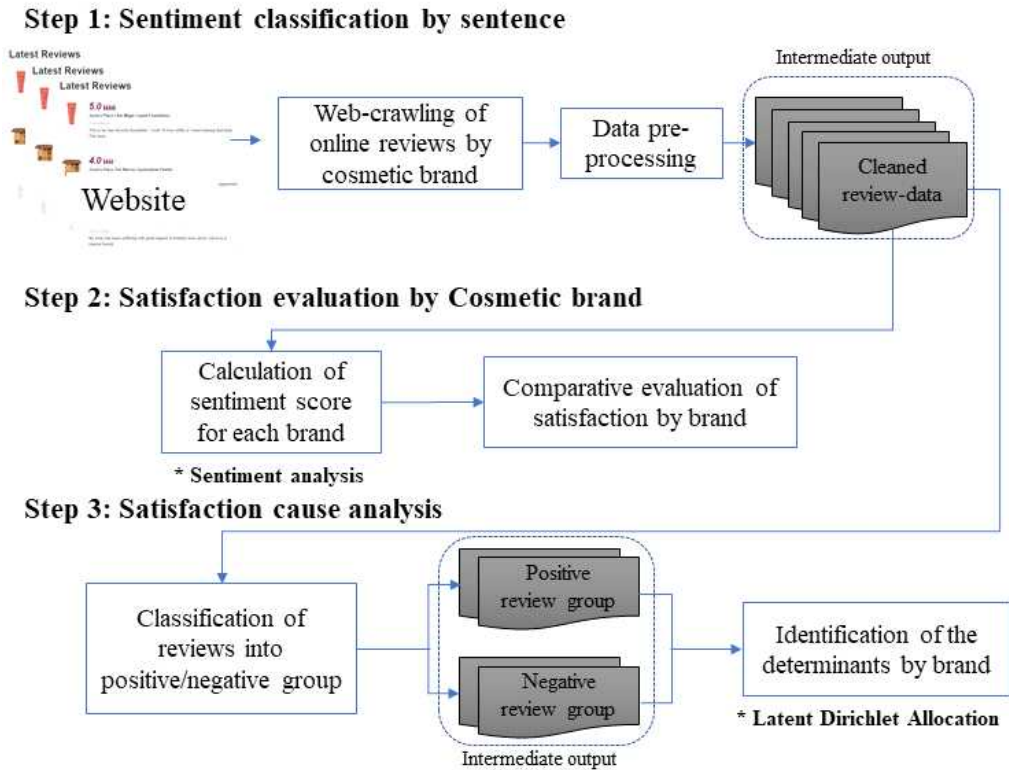 Step 1: Sentiment classification by sentence
Latest Reviews
Latest Reviews
Latest Reviews
5.0
4.0
Website
Web-crawling of
online reviews by
cosmetic brand
Data pre-
processing
Intermediate output
Cleaned
review-data
Step 2: Satisfaction evaluation by Cosmetic brand
Calculation of
sentiment score
for each brand
* Sentiment analysis
Comparative evaluation of
satisfaction by brand
Step 3: Satisfaction cause analysis
Classification of
reviews into
positive/negative group
Positive
review group
Negative
review group
Intermediate output
Identification of the
determinants by brand
* Latent Dirichlet Allocation